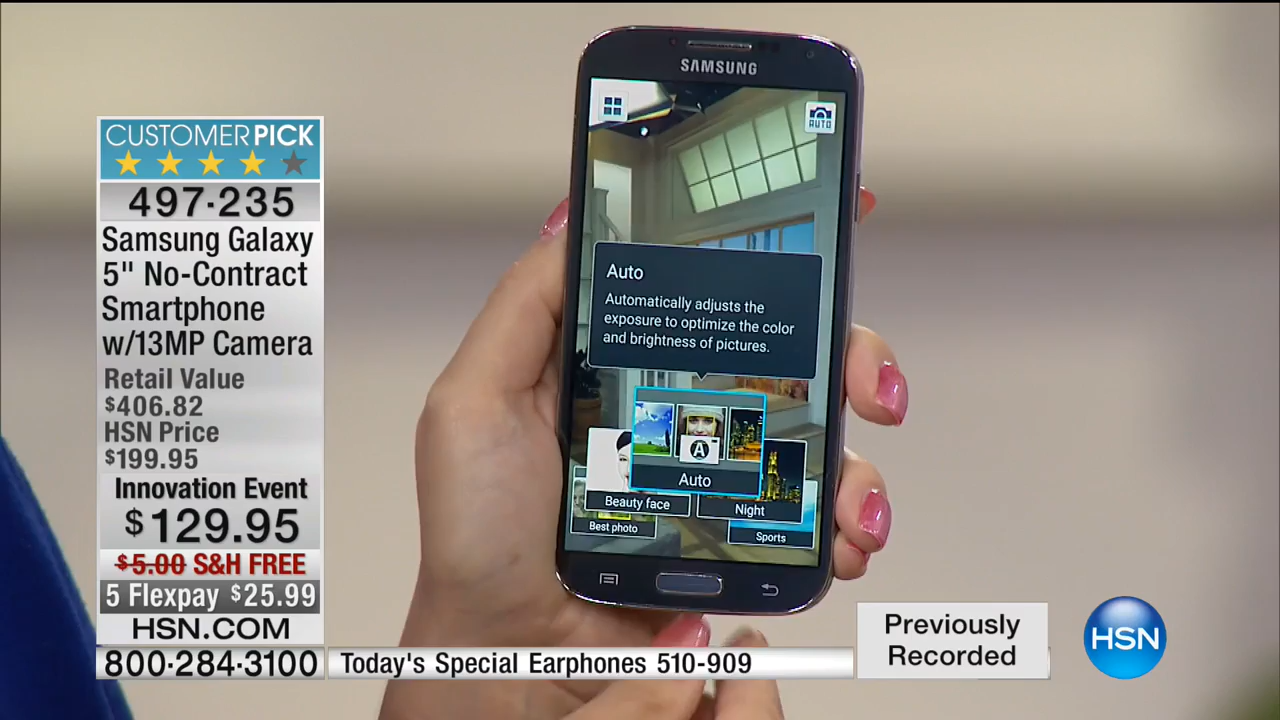 CUSTOMER PICK
497·235
Samsung Galaxy
5" No-Contract
Smartphone
w/13MP Camera
Retail Value
$406.82
HSN Price
$199.95
Innovation Event
$129.95
$5.00 S&H FREE
5 Flexpay $25.99
HSN.COM
800·284·3100
Today's Special Earphones 510-909
SAMSUNG
AUTO
Auto
Automatically adjusts the
exposure to optimize the color
and brightness of pictures.
A
Auto
Beauty face
Night
Best photo
Sports
Previously
Recorded
HSN